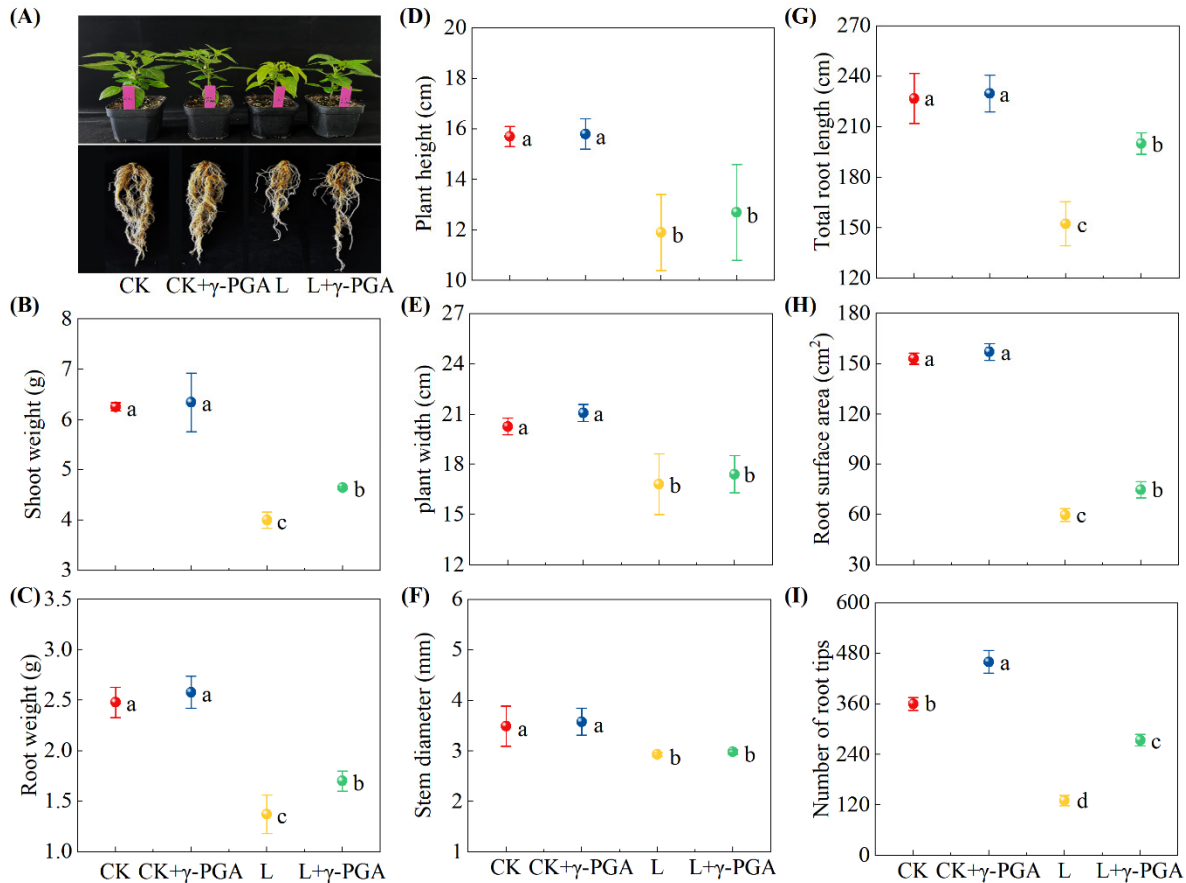 (A)
CK CK+γ-PGA L L+γ-PGA
(B)
Shoot weight (g)
8
7
6
5
4
3
a
a
c
b
(C)
Root weight (g)
3.5
3.0
2.5
2.0
1.5
1.0
a
a
c
b
CK CK+γ-PGA L L+γ-PGA
(D)
Plant height (cm)
20
18
16
14
12
10
a
a
b
b
(E)
plant width (cm)
27
24
21
18
15
12
a
a
b
b
(F)
Stem diameter (mm)
6
5
4
3
2
1
a
a
b
b
CK CK+γ-PGA L L+γ-PGA
(G)
Total root length (cm)
270
240
210
180
150
120
a
a
c
b
(H)
Root surface area (cm²)
180
150
120
90
60
30
a
a
c
b
(I)
Number of root tips
600
480
360
240
120
0
b
a
d
c
CK CK+γ-PGA L L+γ-PGA